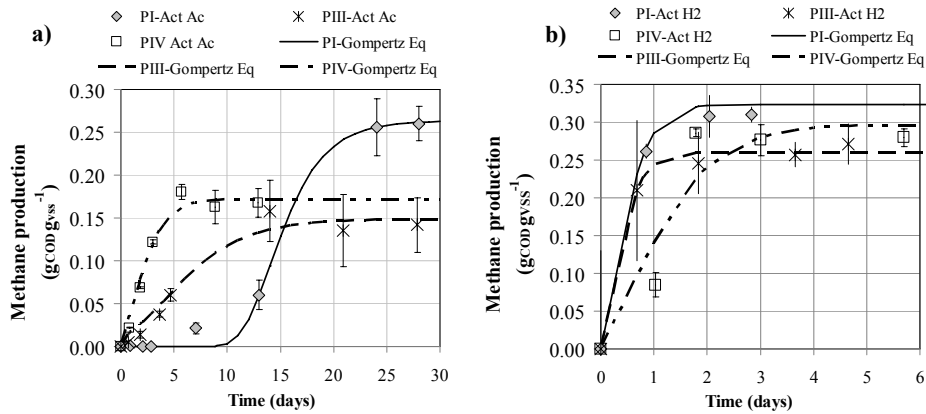 a)
PI-Act Ac
PIII-Act Ac
PIV Act Ac
PI-Gompertz Eq
PIII-Gompertz Eq
PIV-Gompertz Eq
Methane production
(gCOD gVSS⁻¹)
0.30
0.25
0.20
0.15
0.10
0.05
0.00
0 5 10 15 20 25 30
Time (days)
b)
PI-Act H2
PIII-Act H2
PIV-Act H2
PI-Gompertz Eq
PIII-Gompertz Eq
PIV-Gompertz Eq
Methane production
(gCOD gVSS⁻¹)
0.35
0.30
0.25
0.20
0.15
0.10
0.05
0.00
0 1 2 3 4 5 6
Time (days)